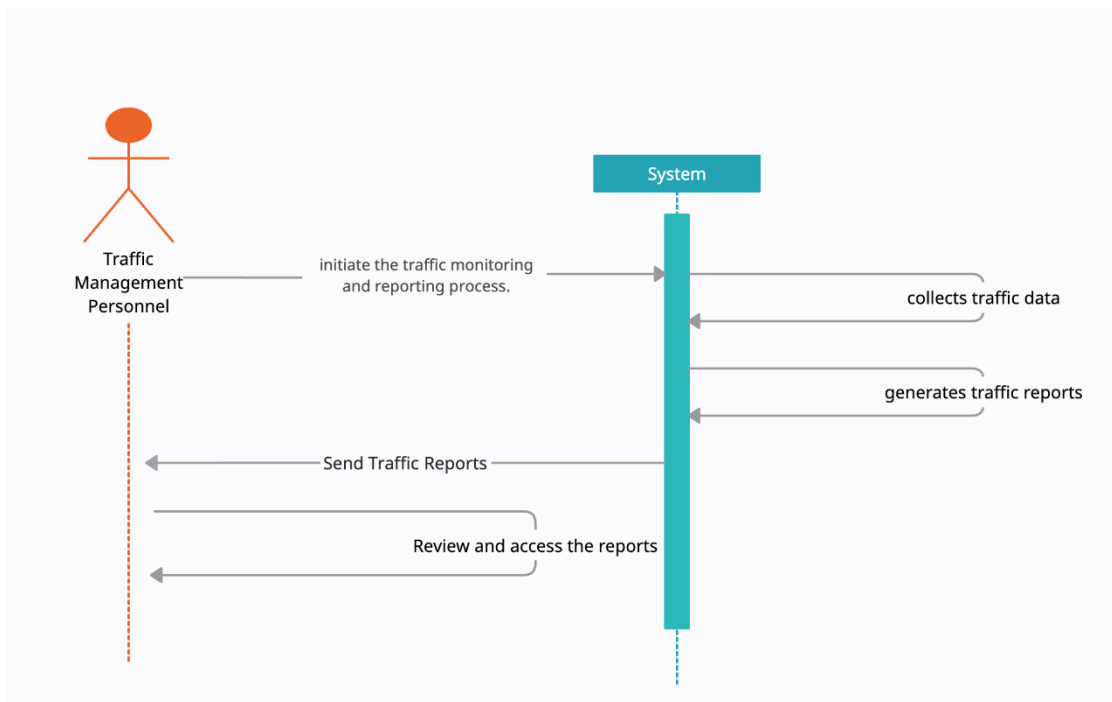 System
Traffic
Management
Personnel
initiate the traffic monitoring
and reporting process.
collects traffic data
generates traffic reports
Send Traffic Reports
Review and access the reports